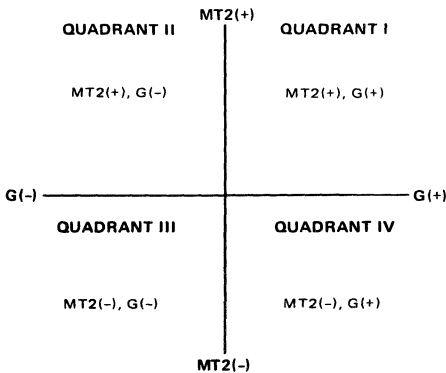 MT2(+)
QUADRANT II
QUADRANT I
MT2(+), G(-)
MT2(+), G(+)
G(-)
G(+)
QUADRANT III
QUADRANT IV
MT2(-), G(-)
MT2(-), G(+)
MT2(-)